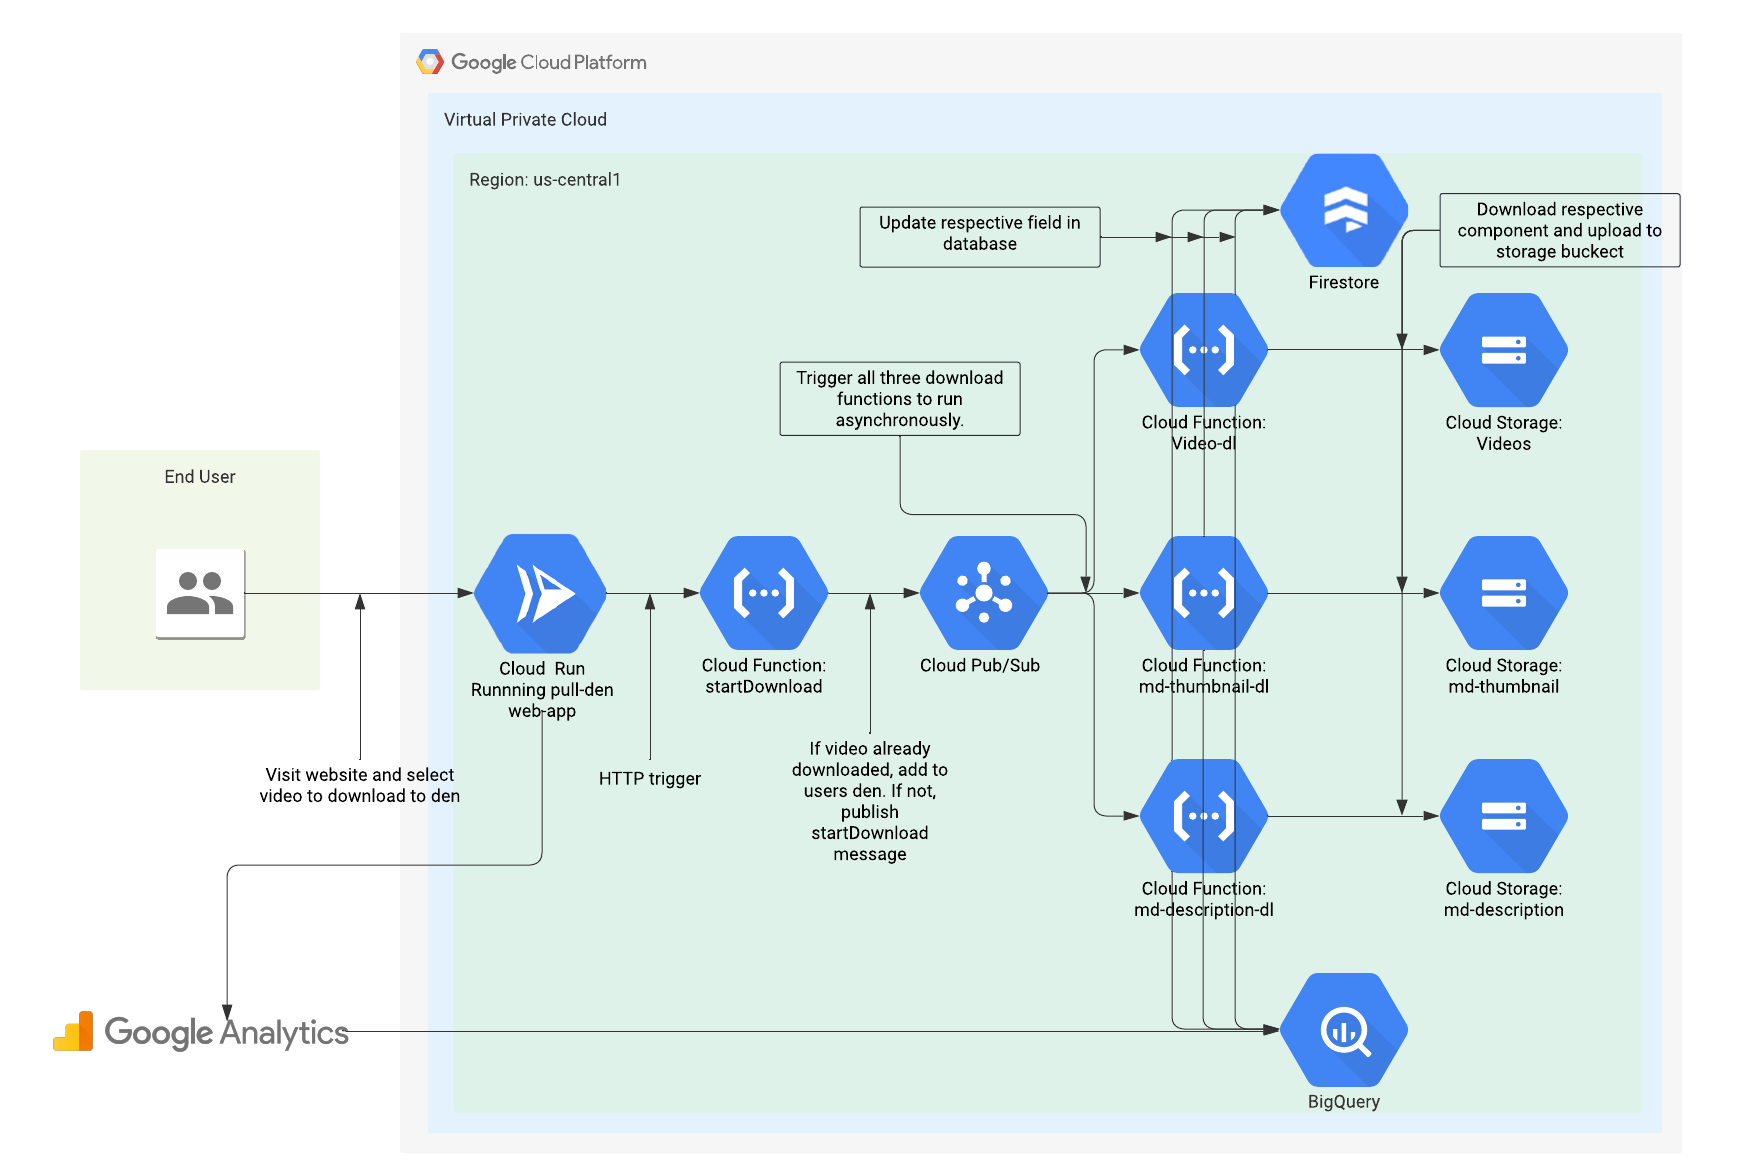 Google Cloud Platform
Virtual Private Cloud
Region: us-central1
Update respective field in
database
Firestore
Download respective
component and upload to
storage buckect
Trigger all three download
functions to run
asynchronously.
Cloud Function:
Video-dl
Cloud Storage:
Videos
End User
Cloud Run
Runnning pull-den
web-app
Cloud Function:
startDownload
Cloud Pub/Sub
Cloud Function:
md-thumbnail-dl
Cloud Storage:
md-thumbnail
Visit website and select
video to download to den
HTTP trigger
If video already
downloaded, add to
users den. If not,
publish
startDownload
message
Cloud Function:
md-description-dl
Cloud Storage:
md-description
Google Analytics
BigQuery